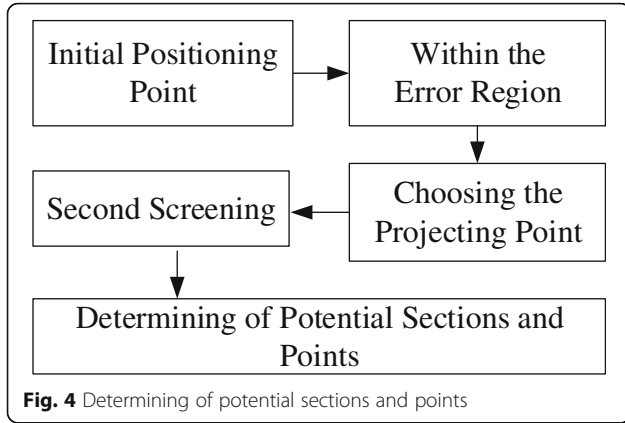 Initial Positioning
Point
Within the
Error Region
Choosing the
Projecting Point
Second Screening
Determining of Potential Sections and
Points
Fig. 4 Determining of potential sections and points